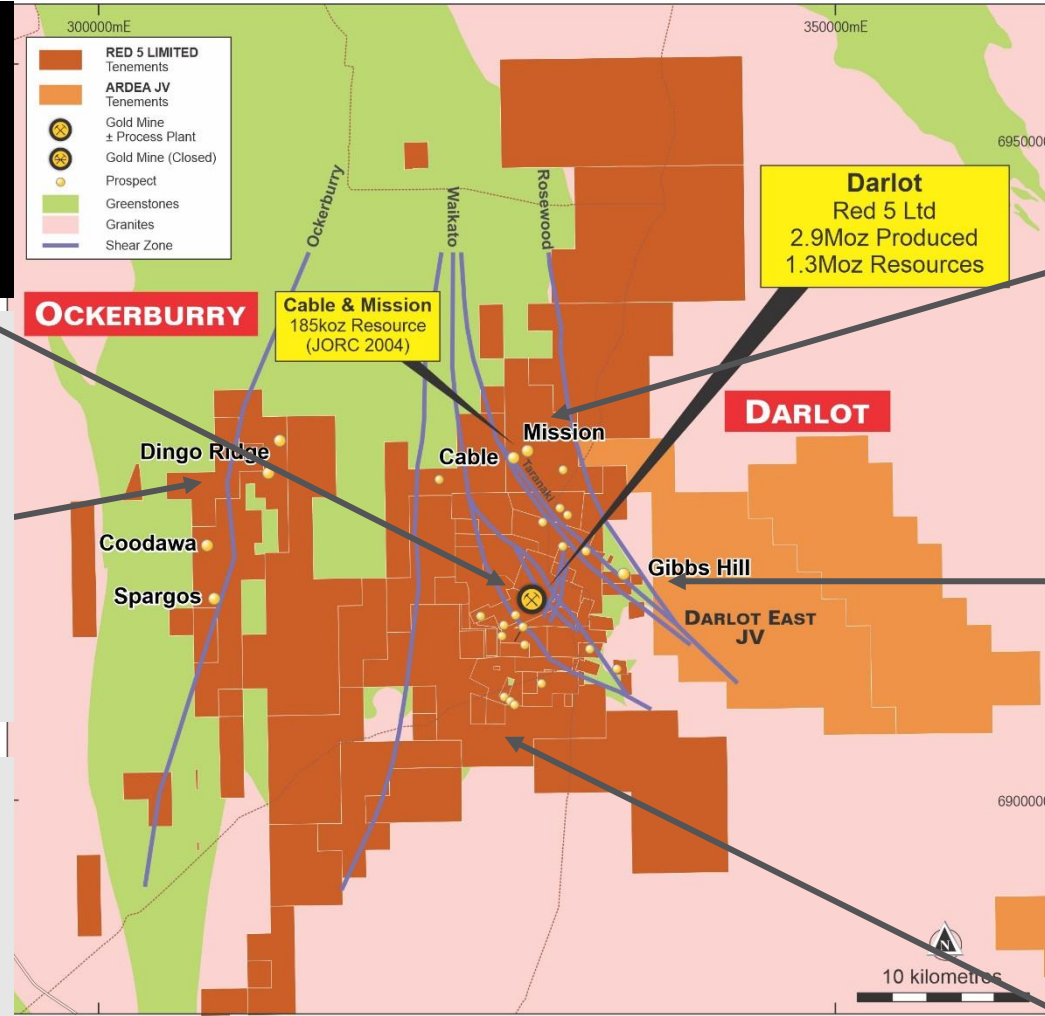 300000mE
350000mE
RED 5 LIMITED
Tenements
ARDEA JV
Tenements
Gold Mine
± Process Plant
Gold Mine (Closed)
Prospect
Greenstones
Granites
Shear Zone
6950000
Ockerburry
Waikato
Rosewood
Darlot
Red 5 Ltd
2.9Moz Produced
1.3Moz Resources
OCKERBURRY
Cable & Mission
185koz Resource
(JORC 2004)
DARLOT
Dingo Ridge
Mission
Cable
Taranaki
Coodawa
Gibbs Hill
Spargos
DARLOT EAST
JV
6900000
N
10 kilometres